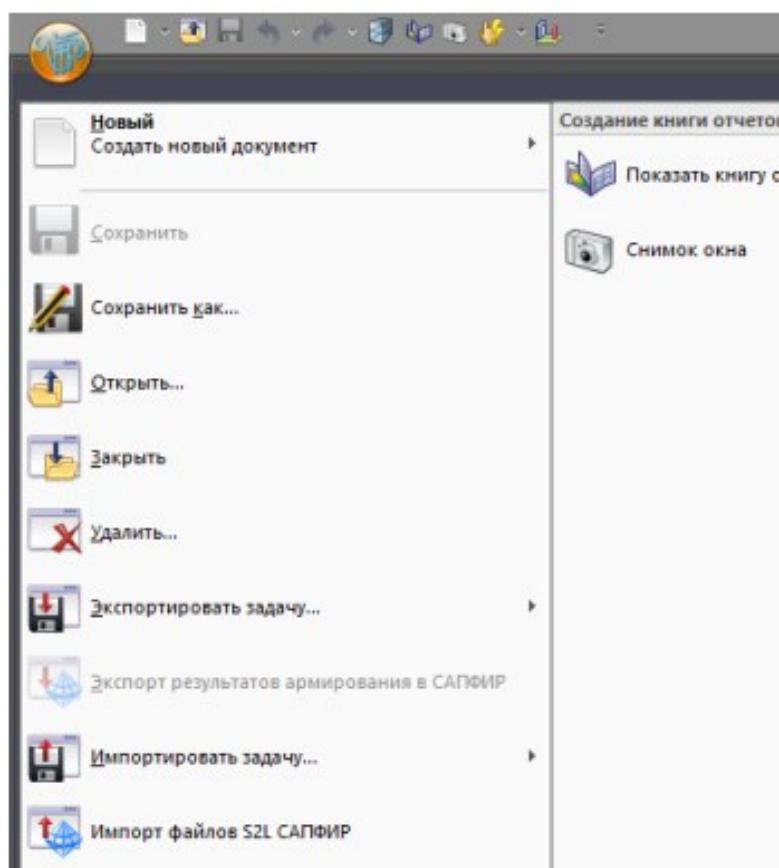 Новый
Создать новый документ
Сохранить
Сохранить как...
Открыть...
Закрыть
Удалить...
Экспортировать задачу...
Экспорт результатов армирования в САПФИР
Импортировать задачу...
Импорт файлов S2L САПФИР
Создание книги отчетов
Показать книгу о
Снимок окна